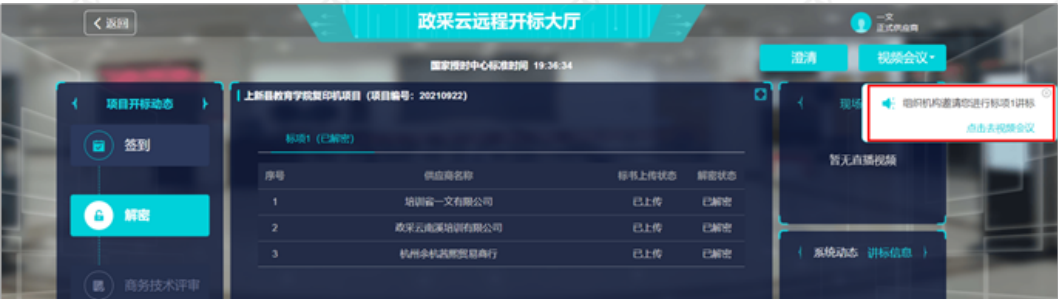 返回
政采云远程开标大厅
一文
正式供应商
国家授时中心标准时间 19:36:34
澄清
视频会议
项目开标动态
上新县教育学院复印机项目（项目编号：20210922）
现场
组织机构邀请您进行标项1讲标
点击去视频会议
签到
标项1（已解密）
暂无直播视频
序号 供应商名称 标书上传状态 解密状态
1 培训省一文有限公司 已上传 已解密
解密
2 政采云南溪培训有限公司 已上传 已解密
3 杭州余杭茗熙贸易商行 已上传 已解密
系统动态 讲标信息
商务技术评审